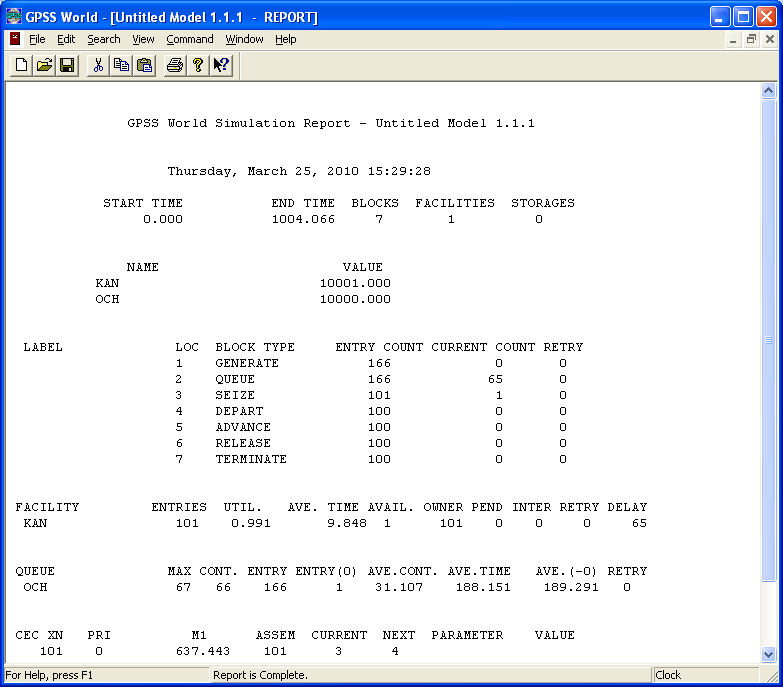 GPSS World - [Untitled Model 1.1.1 - REPORT]
File Edit Search View Command Window Help
GPSS World Simulation Report - Untitled Model 1.1.1
Thursday, March 25, 2010 15:29:28
START TIME END TIME BLOCKS FACILITIES STORAGES
0.000 1004.066 7 1 0
NAME VALUE
KAN 10001.000
OCH 10000.000
LABEL LOC BLOCK TYPE ENTRY COUNT CURRENT COUNT RETRY
1 GENERATE 166 0 0
2 QUEUE 166 65 0
3 SEIZE 101 1 0
4 DEPART 100 0 0
5 ADVANCE 100 0 0
6 RELEASE 100 0 0
7 TERMINATE 100 0 0
FACILITY ENTRIES UTIL. AVE. TIME AVAIL. OWNER PEND INTER RETRY DELAY
KAN 101 0.991 9.848 1 101 0 0 0 65
QUEUE MAX CONT. ENTRY ENTRY(0) AVE.CONT. AVE.TIME AVE.(-0) RETRY
OCH 67 66 166 1 31.107 188.151 189.291 0
CEC XN PRI M1 ASSEM CURRENT NEXT PARAMETER VALUE
101 0 637.443 101 3 4
For Help, press F1 Report is Complete. Clock